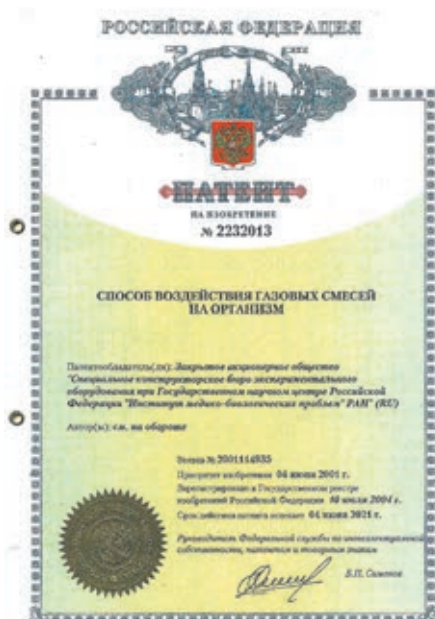 РОССИЙСКАЯ ФЕДЕРАЦИЯ
ПАТЕНТ
НА ИЗОБРЕТЕНИЕ
№ 2232013
СПОСОБ ВОЗДЕЙСТВИЯ ГАЗОВЫХ СМЕСЕЙ
НА ОРГАНИЗМ
Патентообладатель(ли): Закрытое акционерное общество
"Специальное конструкторское бюро экспериментального
оборудования при Государственном научном центре Российской
Федерации "Институт медико-биологических проблем" РАН" (RU)
Автор(ы): см. на обороте
Заявка № 2001114935
Приоритет изобретения 04 июня 2001 г.
Зарегистрировано в Государственном реестре
изобретений Российской Федерации 10 июля 2004 г.
Срок действия патента истекает 04 июня 2021 г.
Руководитель Федеральной службы по интеллектуальной
собственности, патентам и товарным знакам
Б.П. Симонов